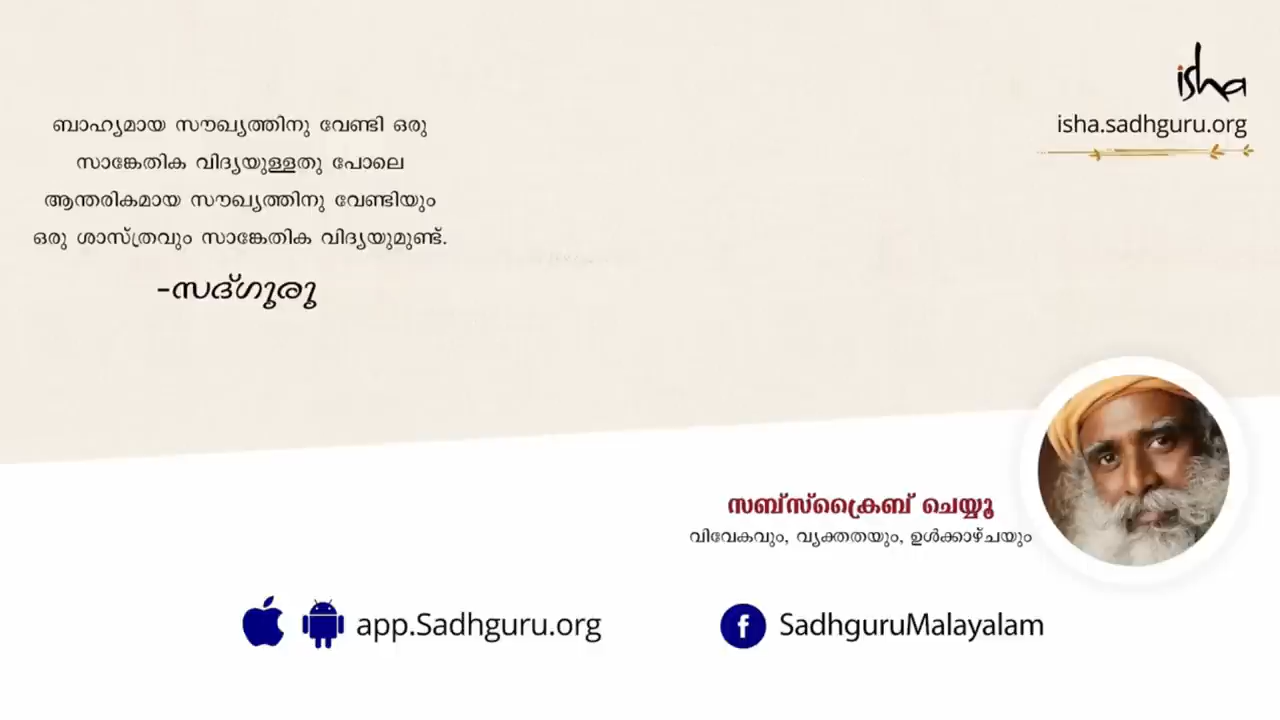 ബാഹ്യമായ സൗഖ്യത്തിനു വേണ്ടി ഒരു
സാങ്കേതിക വിദ്യയുള്ളതു പോലെ
ആന്തരികമായ സൗഖ്യത്തിനു വേണ്ടിയും
ഒരു ശാസ്ത്രവും സാങ്കേതിക വിദ്യയുമുണ്ട്.
-സദ്ഗുരു
isha
isha.sadhguru.org
സബ്സ്ക്രൈബ് ചെയ്യൂ
വിവേകവും, വ്യക്തതയും, ഉൾക്കാഴ്ചയും
app.Sadhguru.org
SadhguruMalayalam